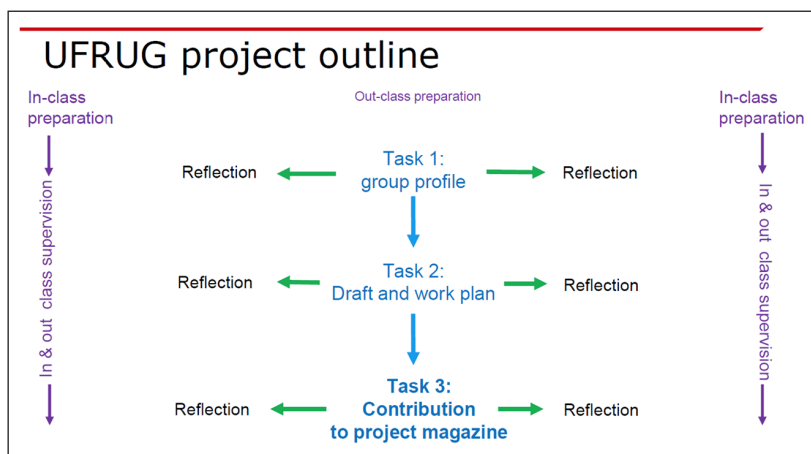 UFRUG project outline
In-class
preparation
Out-class preparation
In-class
preparation
Reflection
Task 1:
group profile
Reflection
In & out class supervision
In & out class supervision
Reflection
Task 2:
Draft and work plan
Reflection
Reflection
Task 3:
Contribution
to project magazine
Reflection